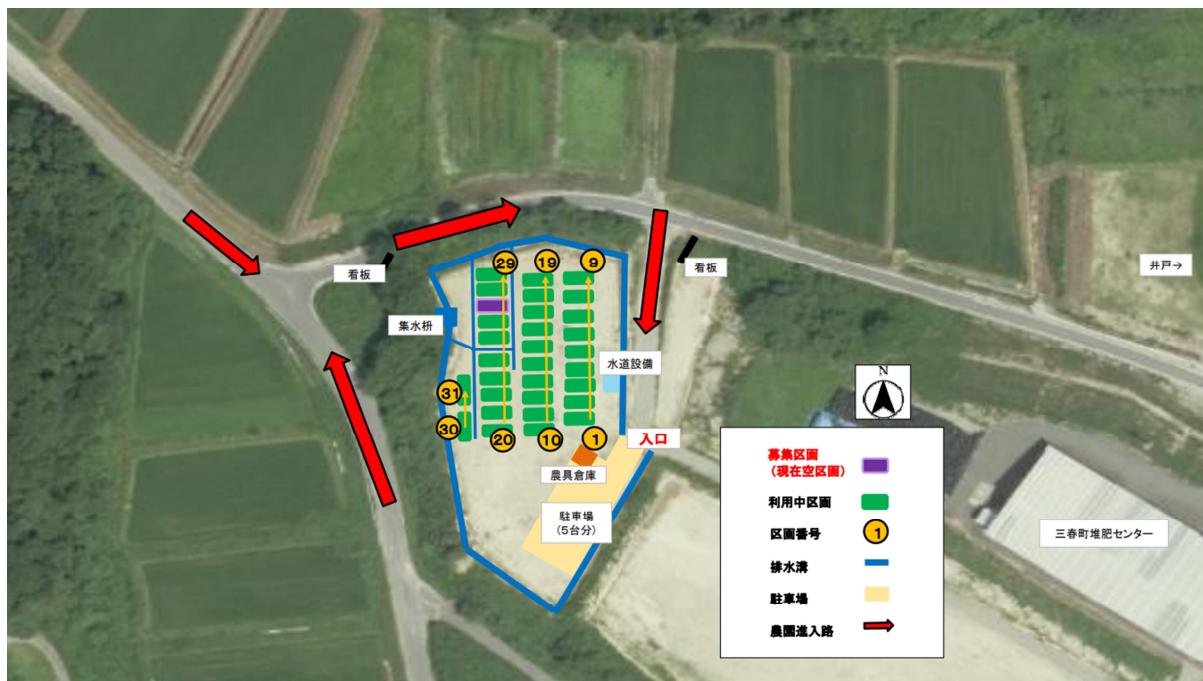 29
19
9
看板
看板
井戸→
集水枡
水道設備
31
30
20
10
1
入口
農具倉庫
駐車場
(5台分)
N
募集区画
(現在空区画)
利用中区画
区画番号
1
排水溝
駐車場
農園進入路
三春町堆肥センター